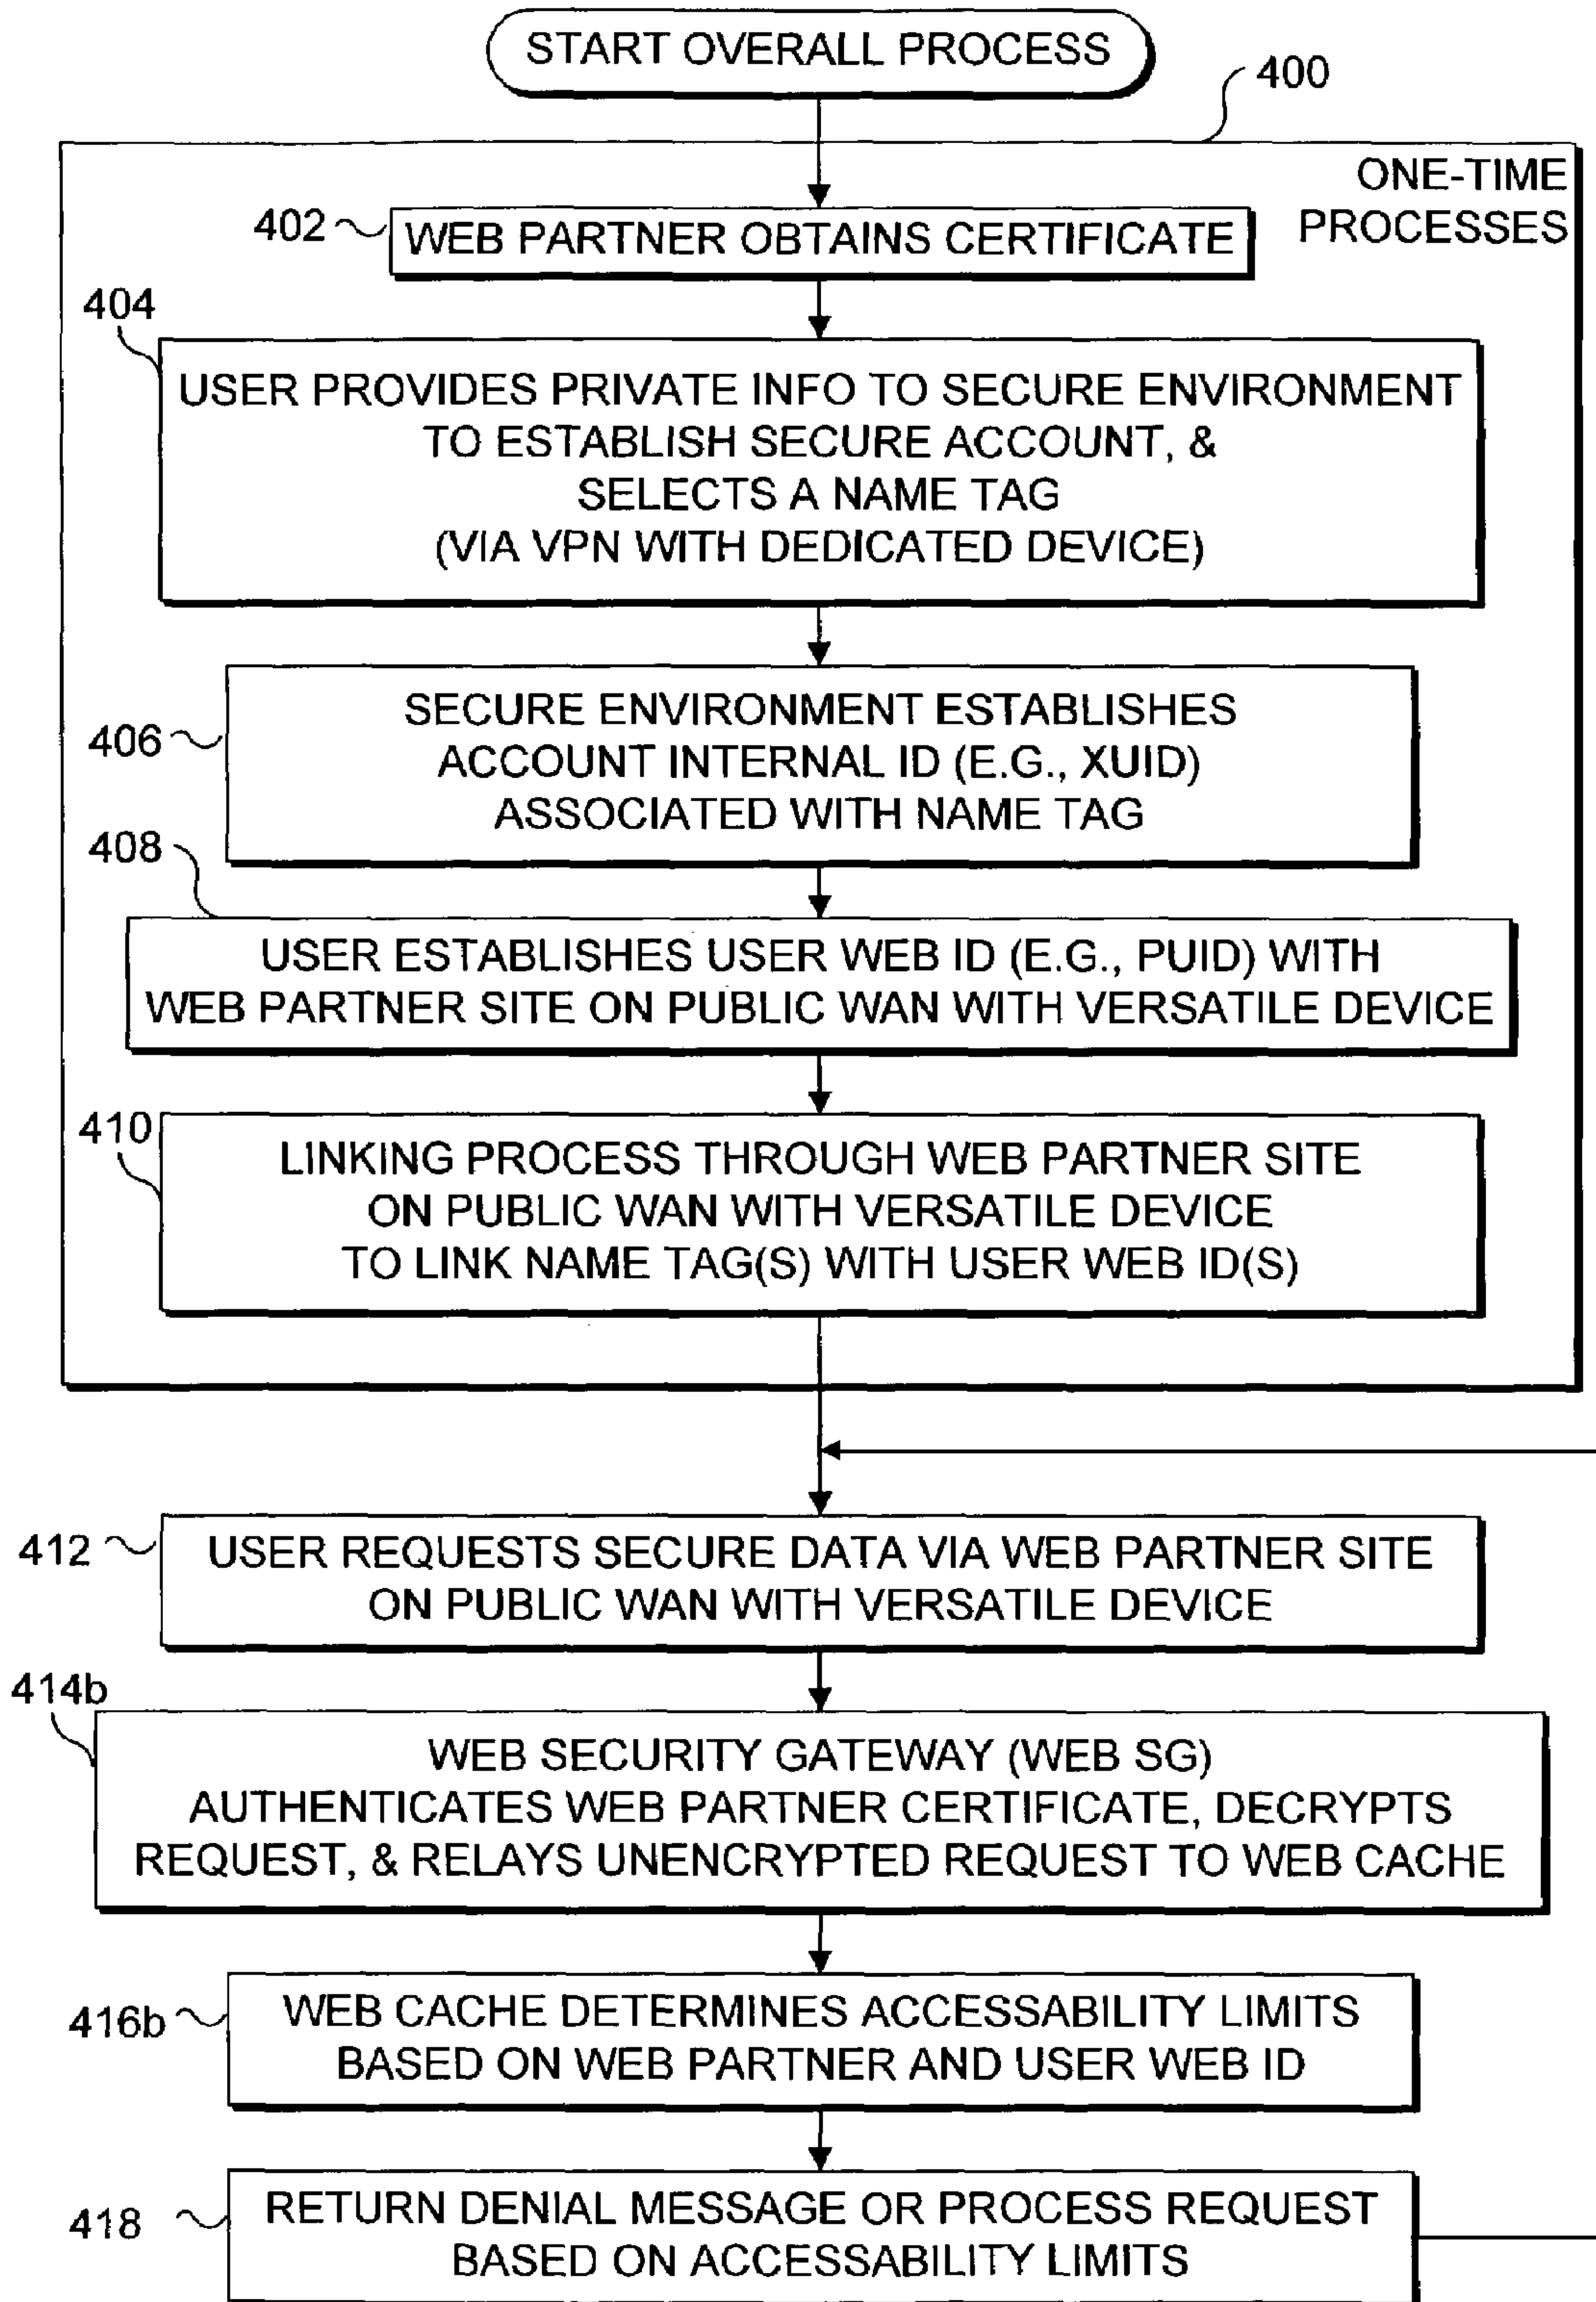 START OVERALL PROCESS
400
ONE-TIME
PROCESSES
402
WEB PARTNER OBTAINS CERTIFICATE
404
USER PROVIDES PRIVATE INFO TO SECURE ENVIRONMENT
TO ESTABLISH SECURE ACCOUNT, &
SELECTS A NAME TAG
(VIA VPN WITH DEDICATED DEVICE)
406
SECURE ENVIRONMENT ESTABLISHES
ACCOUNT INTERNAL ID (E.G., XUID)
ASSOCIATED WITH NAME TAG
408
USER ESTABLISHES USER WEB ID (E.G., PUID) WITH
WEB PARTNER SITE ON PUBLIC WAN WITH VERSATILE DEVICE
410
LINKING PROCESS THROUGH WEB PARTNER SITE
ON PUBLIC WAN WITH VERSATILE DEVICE
TO LINK NAME TAG(S) WITH USER WEB ID(S)
412
USER REQUESTS SECURE DATA VIA WEB PARTNER SITE
ON PUBLIC WAN WITH VERSATILE DEVICE
414b
WEB SECURITY GATEWAY (WEB SG)
AUTHENTICATES WEB PARTNER CERTIFICATE, DECRYPTS
REQUEST, & RELAYS UNENCRYPTED REQUEST TO WEB CACHE
416b
WEB CACHE DETERMINES ACCESSABILITY LIMITS
BASED ON WEB PARTNER AND USER WEB ID
418
RETURN DENIAL MESSAGE OR PROCESS REQUEST
BASED ON ACCESSABILITY LIMITS